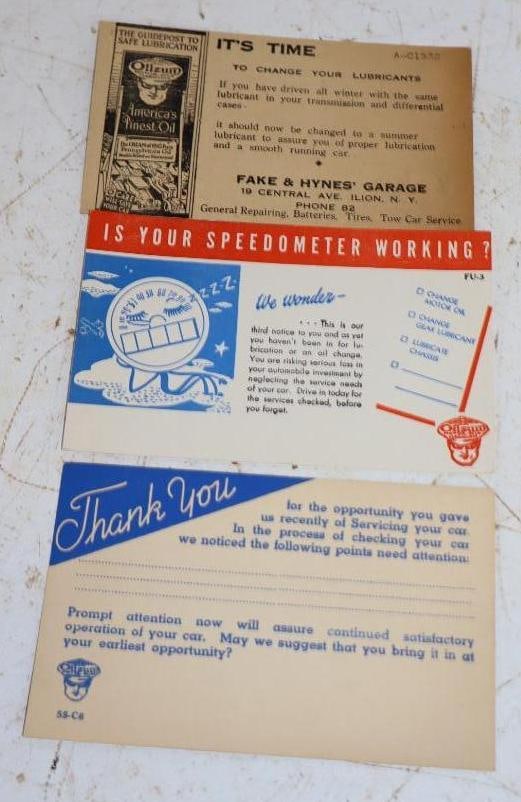 THE GUIDEPOST TO
SAFE LUBRICATION
Oilzum
America's
Finest Oil
The CREAM of Pure
Pennsylvania Oil
IT'S TIME
TO CHANGE YOUR LUBRICANTS
If you have driven all winter with the same
lubricant in your transmission and differential
cases -
it should now be changed to a summer
lubricant to assure you of proper lubrication
and a smooth running car.
FAKE & HYNES' GARAGE
19 CENTRAL AVE. ILION, N. Y.
PHONE 82
General Repairing, Batteries, Tires, Tow Car Service
IS YOUR SPEEDOMETER WORKING ?
FU-3
Z-Z-Z-
We wonder-
- - - This is our
third notice to you and as yet
you haven't been in for lu-
brication or an oil change.
You are risking serious loss in
your automobile investment by
neglecting the service needs
of your car. Drive in today for
the services checked, before
you forget.
CHANGE
MOTOR OIL
CHANGE
GEAR LUBRICANT
LUBRICATE
CHASSIS
Oilzum
Thank You
for the opportunity you gave
us recently of Servicing your car.
In the process of checking your car
we noticed the following points need attention:
Prompt attention now will assure continued satisfactory
operation of your car. May we suggest that you bring it in at
your earliest opportunity?
Oilzum
58-C6